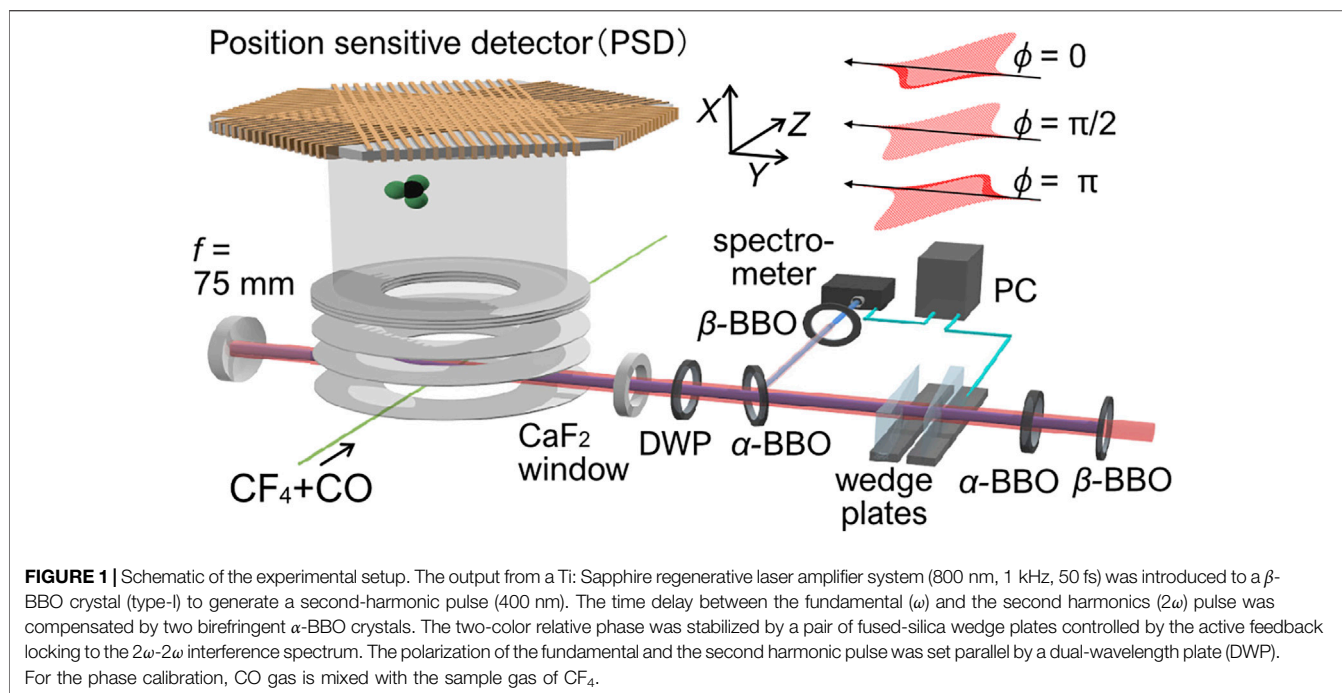 Position sensitive detector (PSD)
X
Z
Y
ϕ = 0
ϕ = π/2
ϕ = π
f =
75 mm
spectro-
meter
PC
β-BBO
CaF₂
window
DWP
α-BBO
wedge
plates
α-BBO
β-BBO
CF₄+CO
FIGURE 1 | Schematic of the experimental setup. The output from a Ti: Sapphire regenerative laser amplifier system (800 nm, 1 kHz, 50 fs) was introduced to a β-
BBO crystal (type-I) to generate a second-harmonic pulse (400 nm). The time delay between the fundamental (ω) and the second harmonics (2ω) pulse was
compensated by two birefringent α-BBO crystals. The two-color relative phase was stabilized by a pair of fused-silica wedge plates controlled by the active feedback
locking to the 2ω-2ω interference spectrum. The polarization of the fundamental and the second harmonic pulse was set parallel by a dual-wavelength plate (DWP).
For the phase calibration, CO gas is mixed with the sample gas of CF₄.